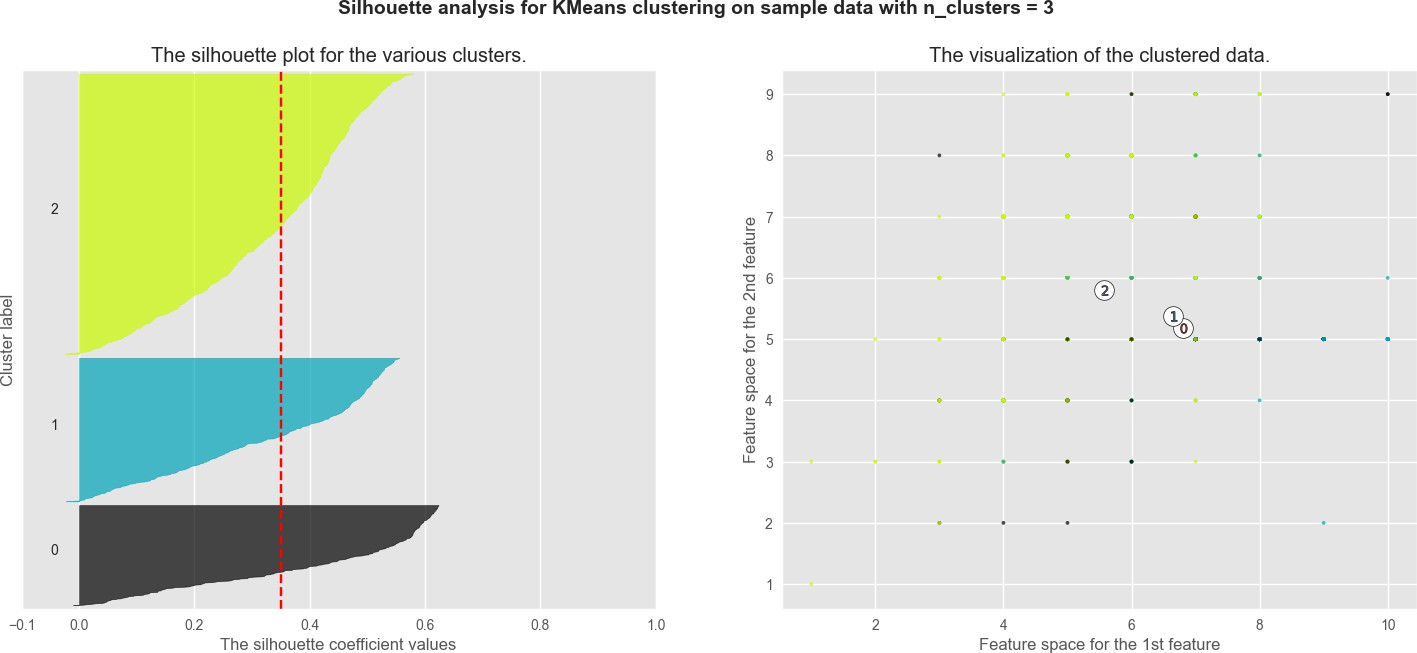 Silhouette analysis for KMeans clustering on sample data with n_clusters = 3
The silhouette plot for the various clusters.
Cluster label
2
1
0
−0.1 0.0 0.2 0.4 0.6 0.8 1.0
The silhouette coefficient values
The visualization of the clustered data.
Feature space for the 2nd feature
9
8
7
6
5
4
3
2
1
2
1
0
2 4 6 8 10
Feature space for the 1st feature